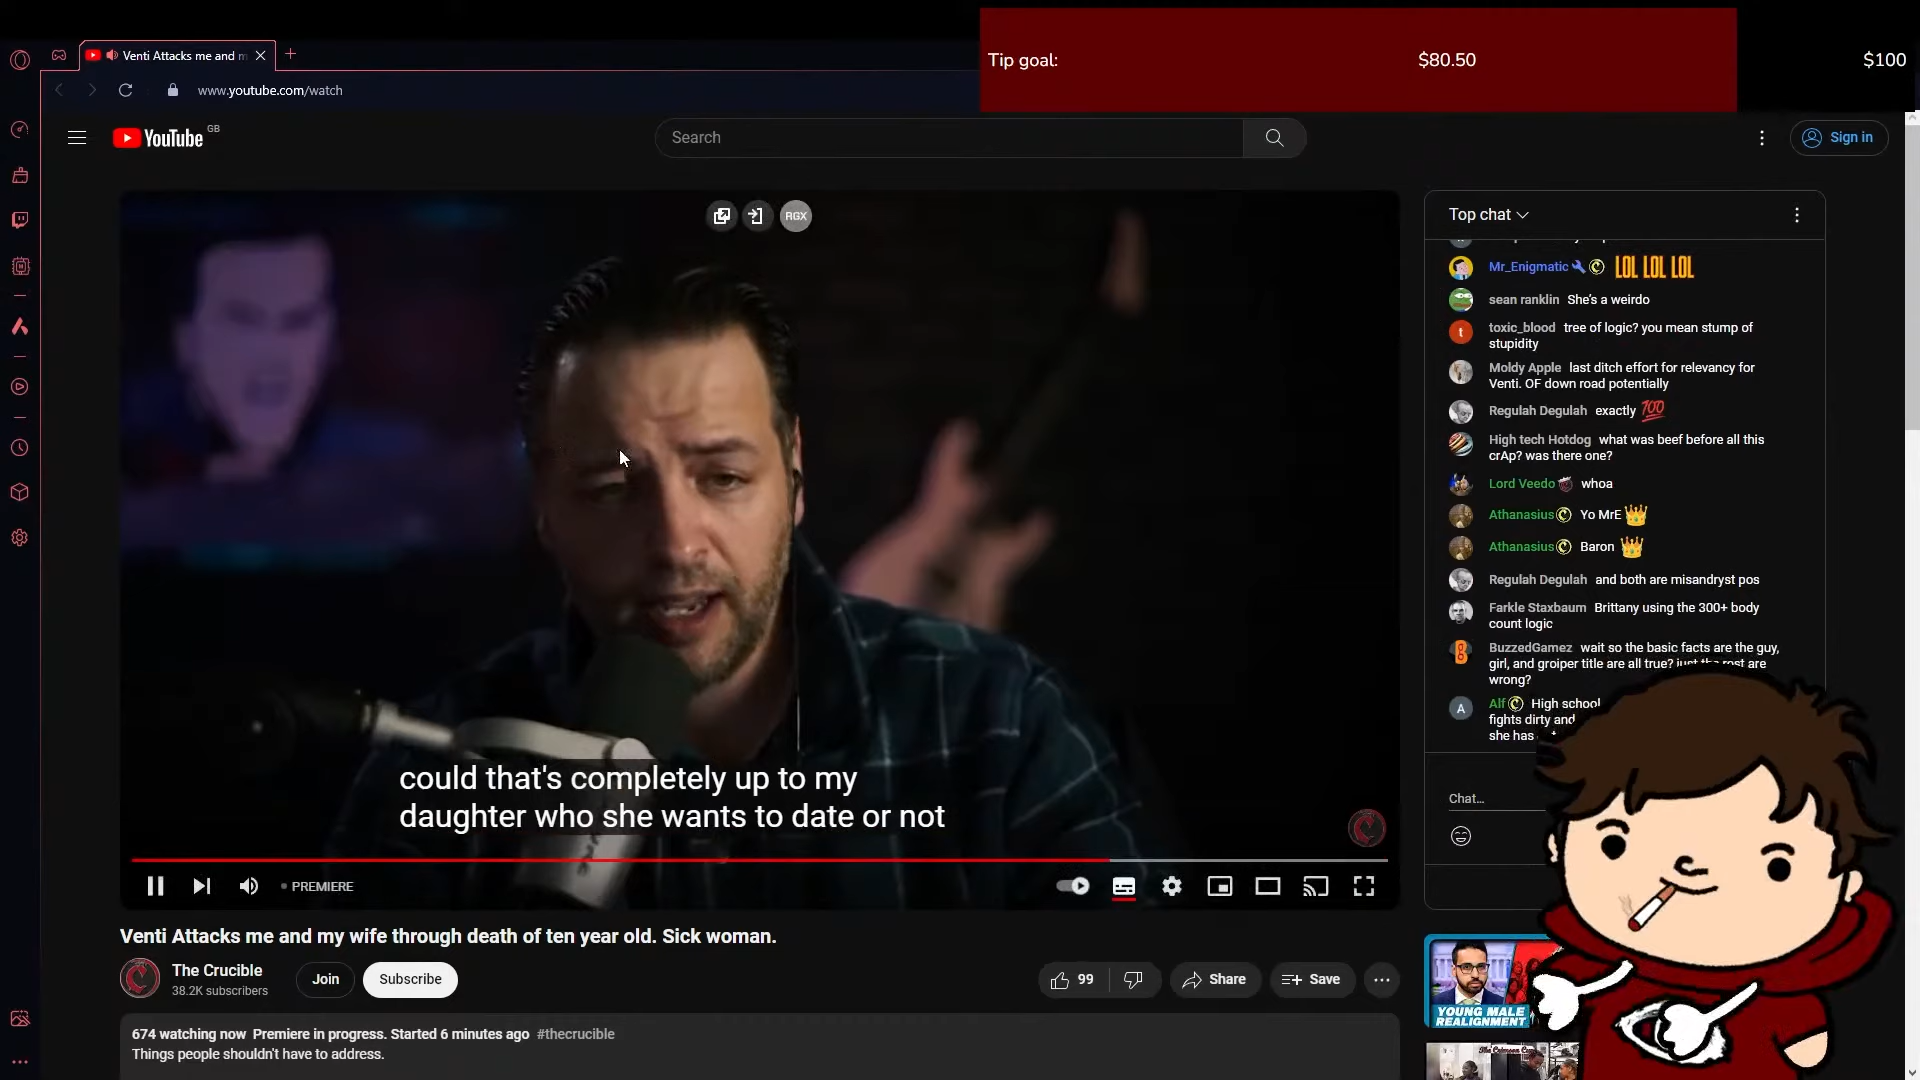 Venti Attacks me and m
Tip goal:
$80.50
$100
www.youtube.com/watch
YouTube GB
Search
Sign in
RGX
Top chat
Mr_Enigmatic LOL LOL LOL
sean ranklin She's a weirdo
t
toxic_blood tree of logic? you mean stump of
stupidity
Moldy Apple last ditch effort for relevancy for
Venti. OF down road potentially
Regulah Degulah exactly 100
High tech Hotdog what was beef before all this
crAp? was there one?
Lord Veedo whoa
Athanasius Yo MrE
Athanasius Baron
Regulah Degulah and both are misandryst pos
Farkle Staxbaum Brittany using the 300+ body
count logic
BuzzedGamez wait so the basic facts are the guy,
girl, and groiper title are all true? just the rest are
wrong?
A
Alf High school
fights dirty and
she has
Chat...
could that's completely up to my
daughter who she wants to date or not
PREMIERE
Venti Attacks me and my wife through death of ten year old. Sick woman.
The Crucible
38.2K subscribers
Join
Subscribe
99
Share
Save
YOUNG MALE
REALIGNMENT
674 watching now Premiere in progress. Started 6 minutes ago #thecrucible
Things people shouldn't have to address.